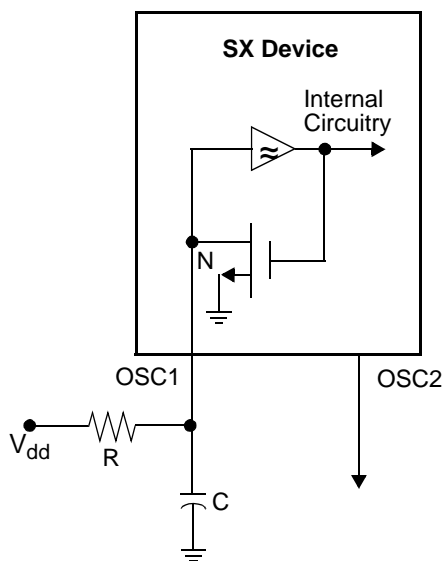 SX Device
Internal
Circuitry
≈
N
OSC1
OSC2
Vdd
R
C